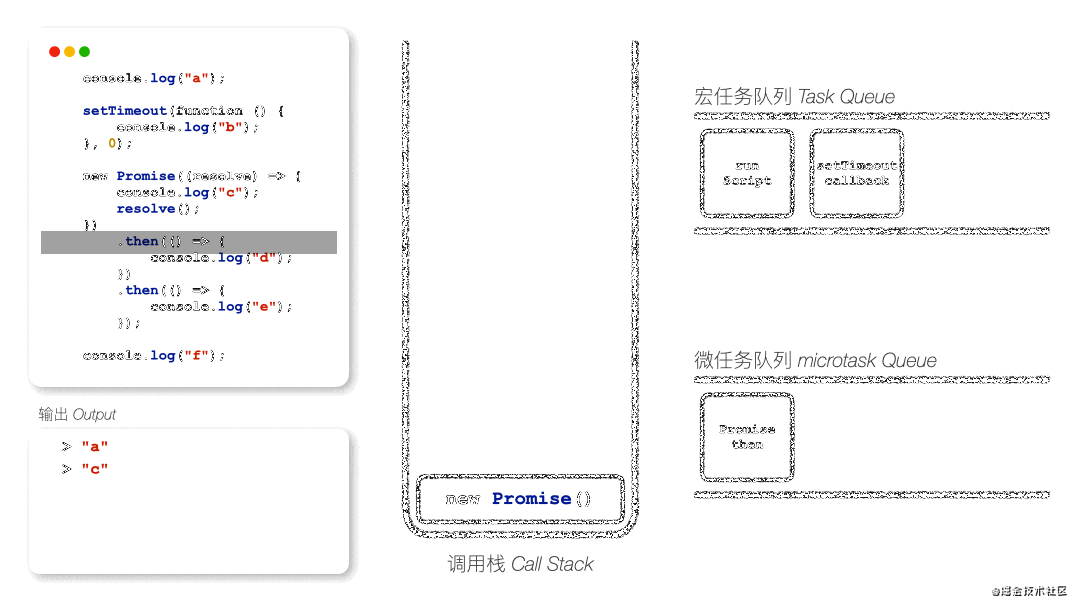 console.log("a");
setTimeout(function () {
console.log("b");
}, 0);
new Promise((resolve) => {
console.log("c");
resolve();
})
.then(() => {
console.log("d");
})
.then(() => {
console.log("e");
});
console.log("f");
输出 Output
> "a"
> "c"
new Promise()
调用栈 Call Stack
宏任务队列 Task Queue
run
Script
setTimeout
callback
微任务队列 microtask Queue
Promise
then
@掘金技术社区